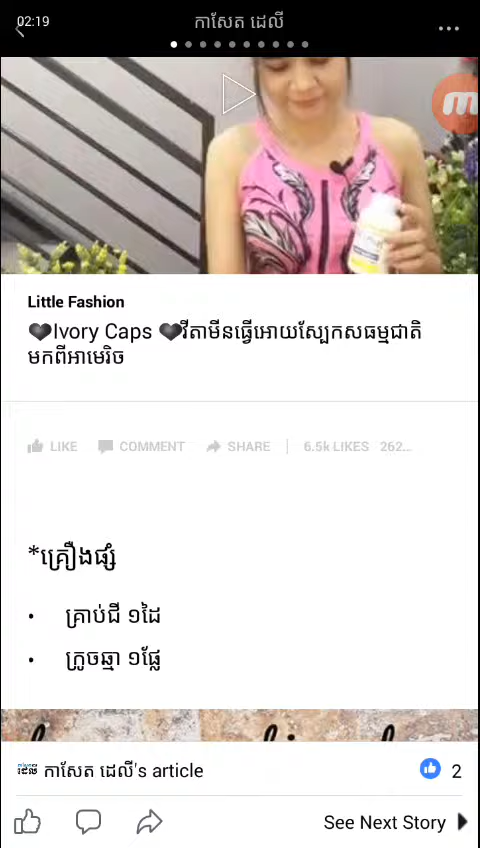 02:19
កាសែត ដេលី
Little Fashion
🖤Ivory Caps 🖤វីតាមីនធ្វើអោយស្បែកសធម្មជាតិ
មកពីអាមេរិច
LIKE COMMENT SHARE 6.5k LIKES 262...
*គ្រឿងផ្សំ
• គ្រាប់ជី ១ដៃ
• ក្រូចឆ្មា ១ផ្លែ
កាសែត ដេលី's article 2
See Next Story